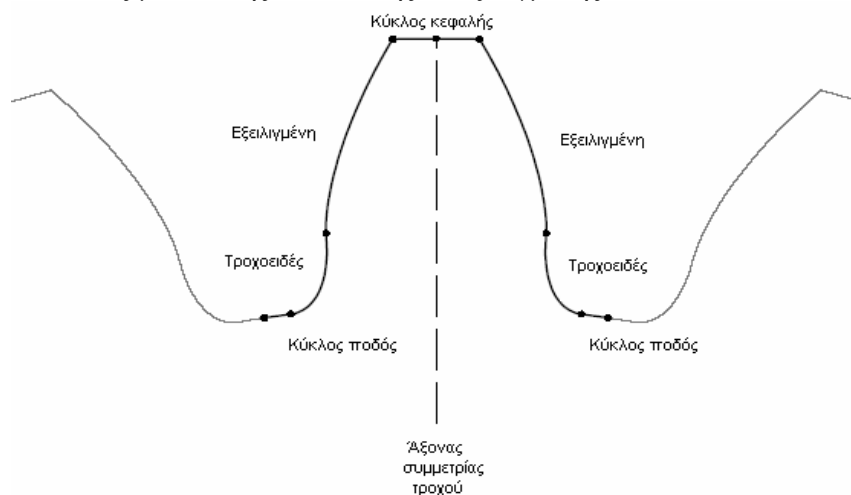 Κύκλος κεφαλής
Εξειλιγμένη
Εξειλιγμένη
Τροχοειδές
Τροχοειδές
Κύκλος ποδός
Κύκλος ποδός
Άξονας
συμμετρίας
τροχού